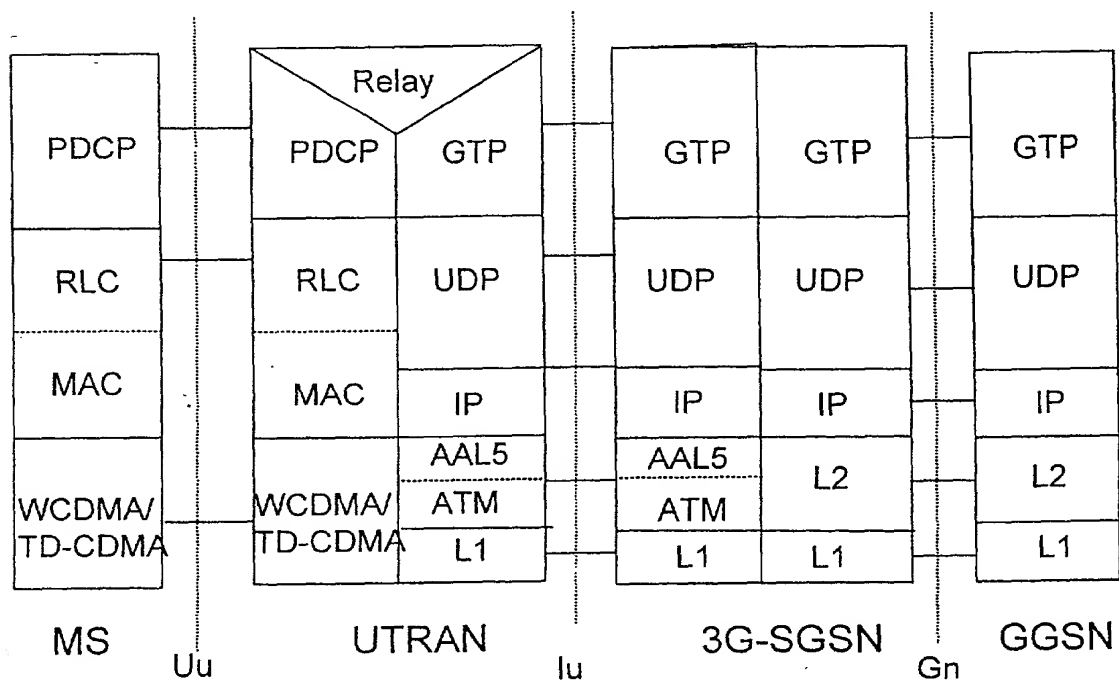 Relay
PDCP PDCP GTP GTP GTP GTP
RLC RLC UDP UDP UDP UDP
MAC MAC IP IP IP IP
AAL5 AAL5
WCDMA/ WCDMA/ ATM ATM L2 L2
TD-CDMA TD-CDMA L1 L1 L1 L1
MS UTRAN 3G-SGSN GGSN
Uu Iu Gn